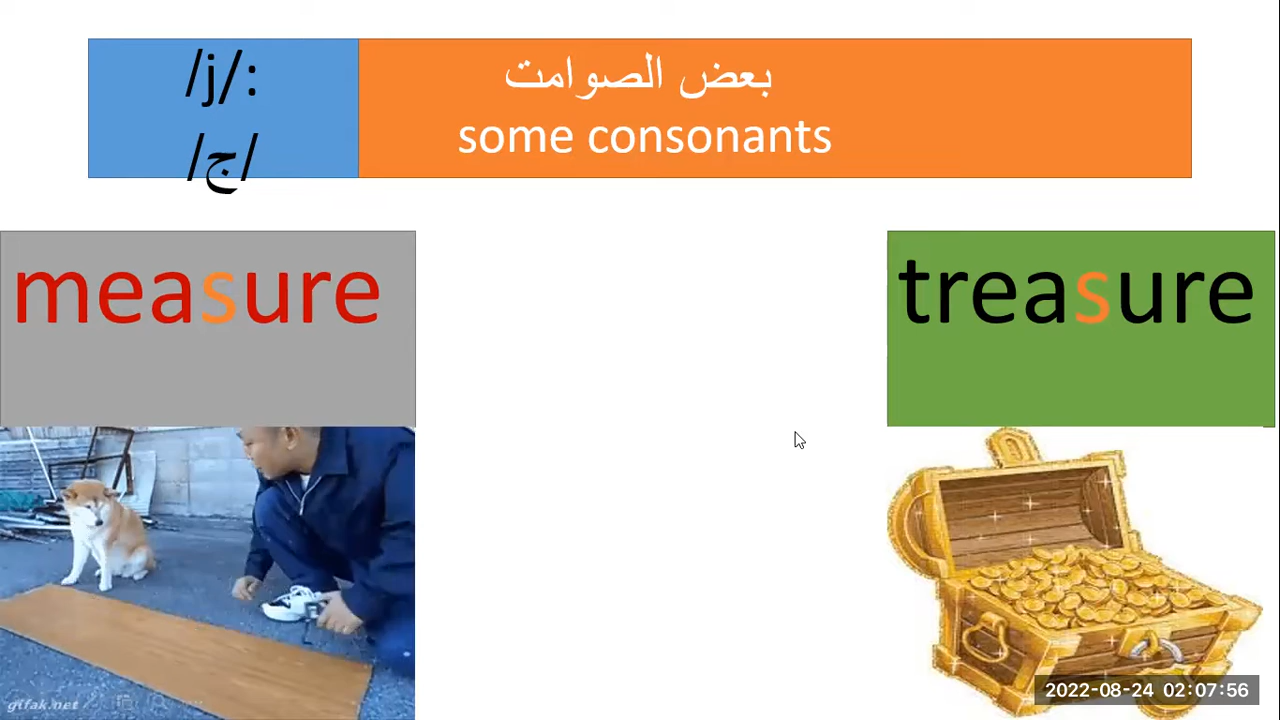 /j/:
/ج/
بعض الصوامت
some consonants
measure
treasure
gifak.net
2022-08-24 02:07:56